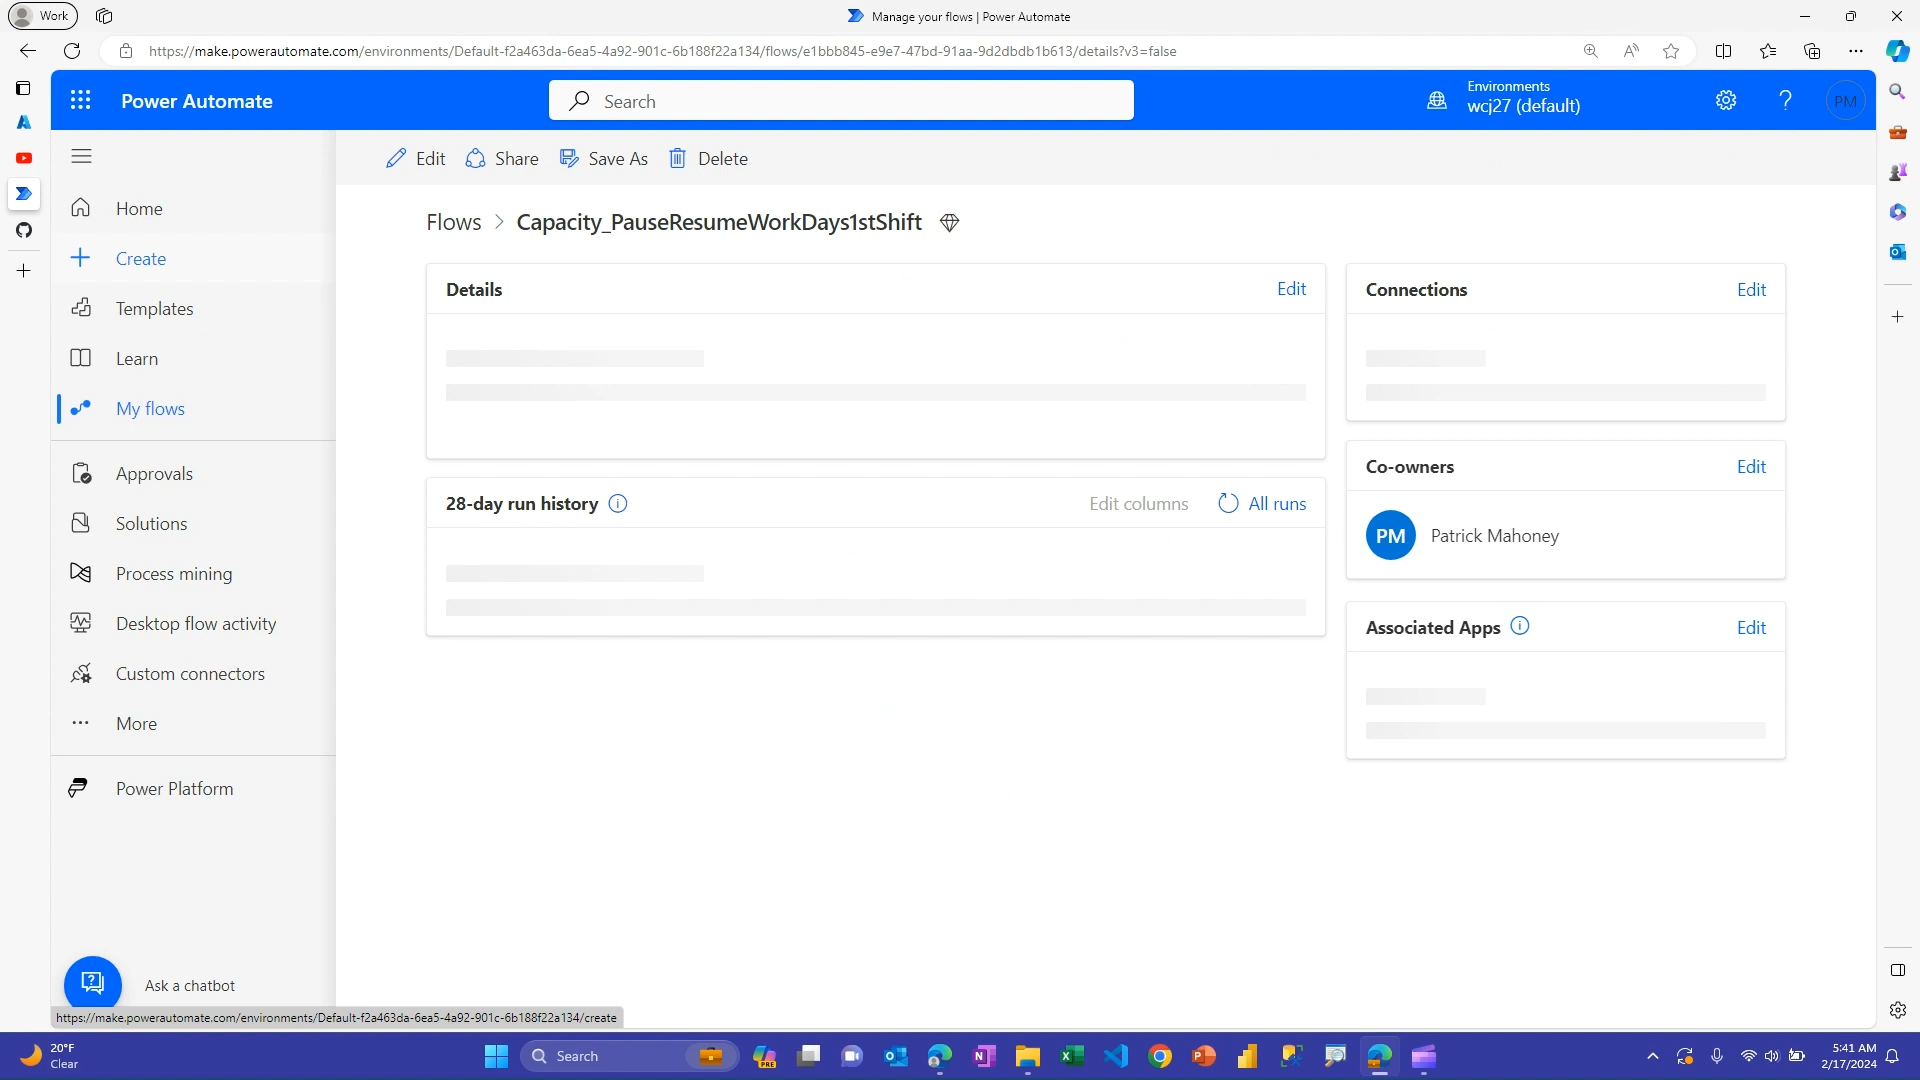 Work
Manage your flows | Power Automate
https://make.powerautomate.com/environments/Default-f2a463da-6ea5-4a92-901c-6b188f22a134/flows/e1bbb845-e9e7-47bd-91aa-9d2dbdb1b613/details?v3=false
Power Automate
Search
Environments
wcj27 (default)
PM
Edit
Share
Save As
Delete
Home
Create
Templates
Learn
My flows
Approvals
Solutions
Process mining
Desktop flow activity
Custom connectors
More
Power Platform
Ask a chatbot
Flows > Capacity_PauseResumeWorkDays1stShift
Details
Edit
28-day run history
Edit columns
All runs
Connections
Edit
Co-owners
Edit
PM
Patrick Mahoney
Associated Apps
Edit
https://make.powerautomate.com/environments/Default-f2a463da-6ea5-4a92-901c-6b188f22a134/create
20°F
Clear
Search
PRE
5:41 AM
2/17/2024